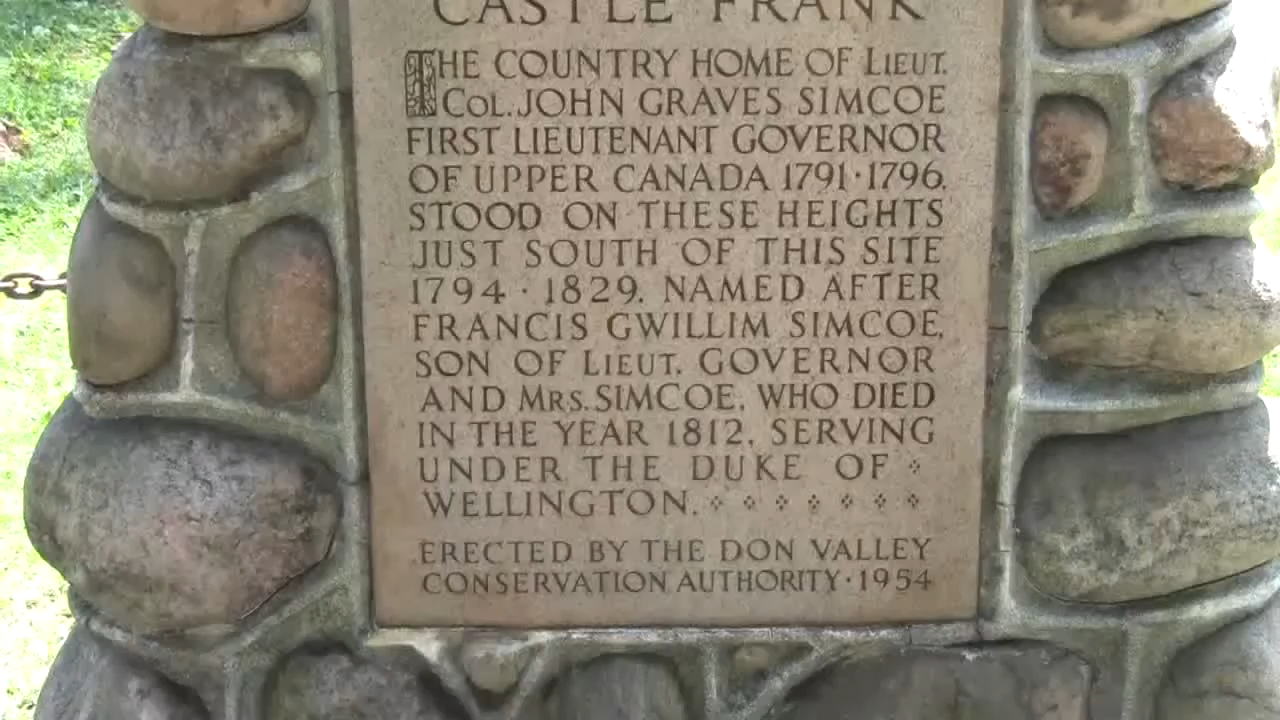 CASTLE FRANK
THE COUNTRY HOME OF LIEUT.
COL. JOHN GRAVES SIMCOE
FIRST LIEUTENANT GOVERNOR
OF UPPER CANADA 1791·1796,
STOOD ON THESE HEIGHTS
JUST SOUTH OF THIS SITE
1794 · 1829. NAMED AFTER
FRANCIS GWILLIM SIMCOE,
SON OF LIEUT. GOVERNOR
AND MRS. SIMCOE, WHO DIED
IN THE YEAR 1812, SERVING
UNDER THE DUKE OF
WELLINGTON.
ERECTED BY THE DON VALLEY
CONSERVATION AUTHORITY · 1954